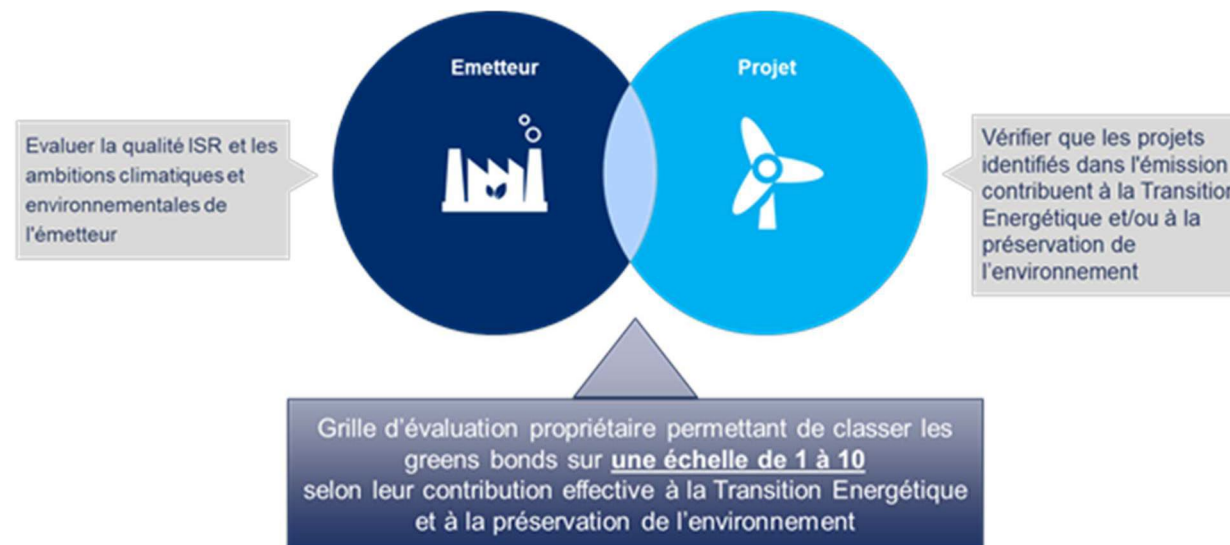 Emetteur
Projet
Evaluer la qualité ISR et les
ambitions climatiques et
environnementales de
l'émetteur
Vérifier que les projets
identifiés dans l'émission
contribuent à la Transition
Energétique et/ou à la
préservation de
l'environnement
Grille d'évaluation propriétaire permettant de classer les
greens bonds sur une échelle de 1 à 10
selon leur contribution effective à la Transition Energétique
et à la préservation de l'environnement